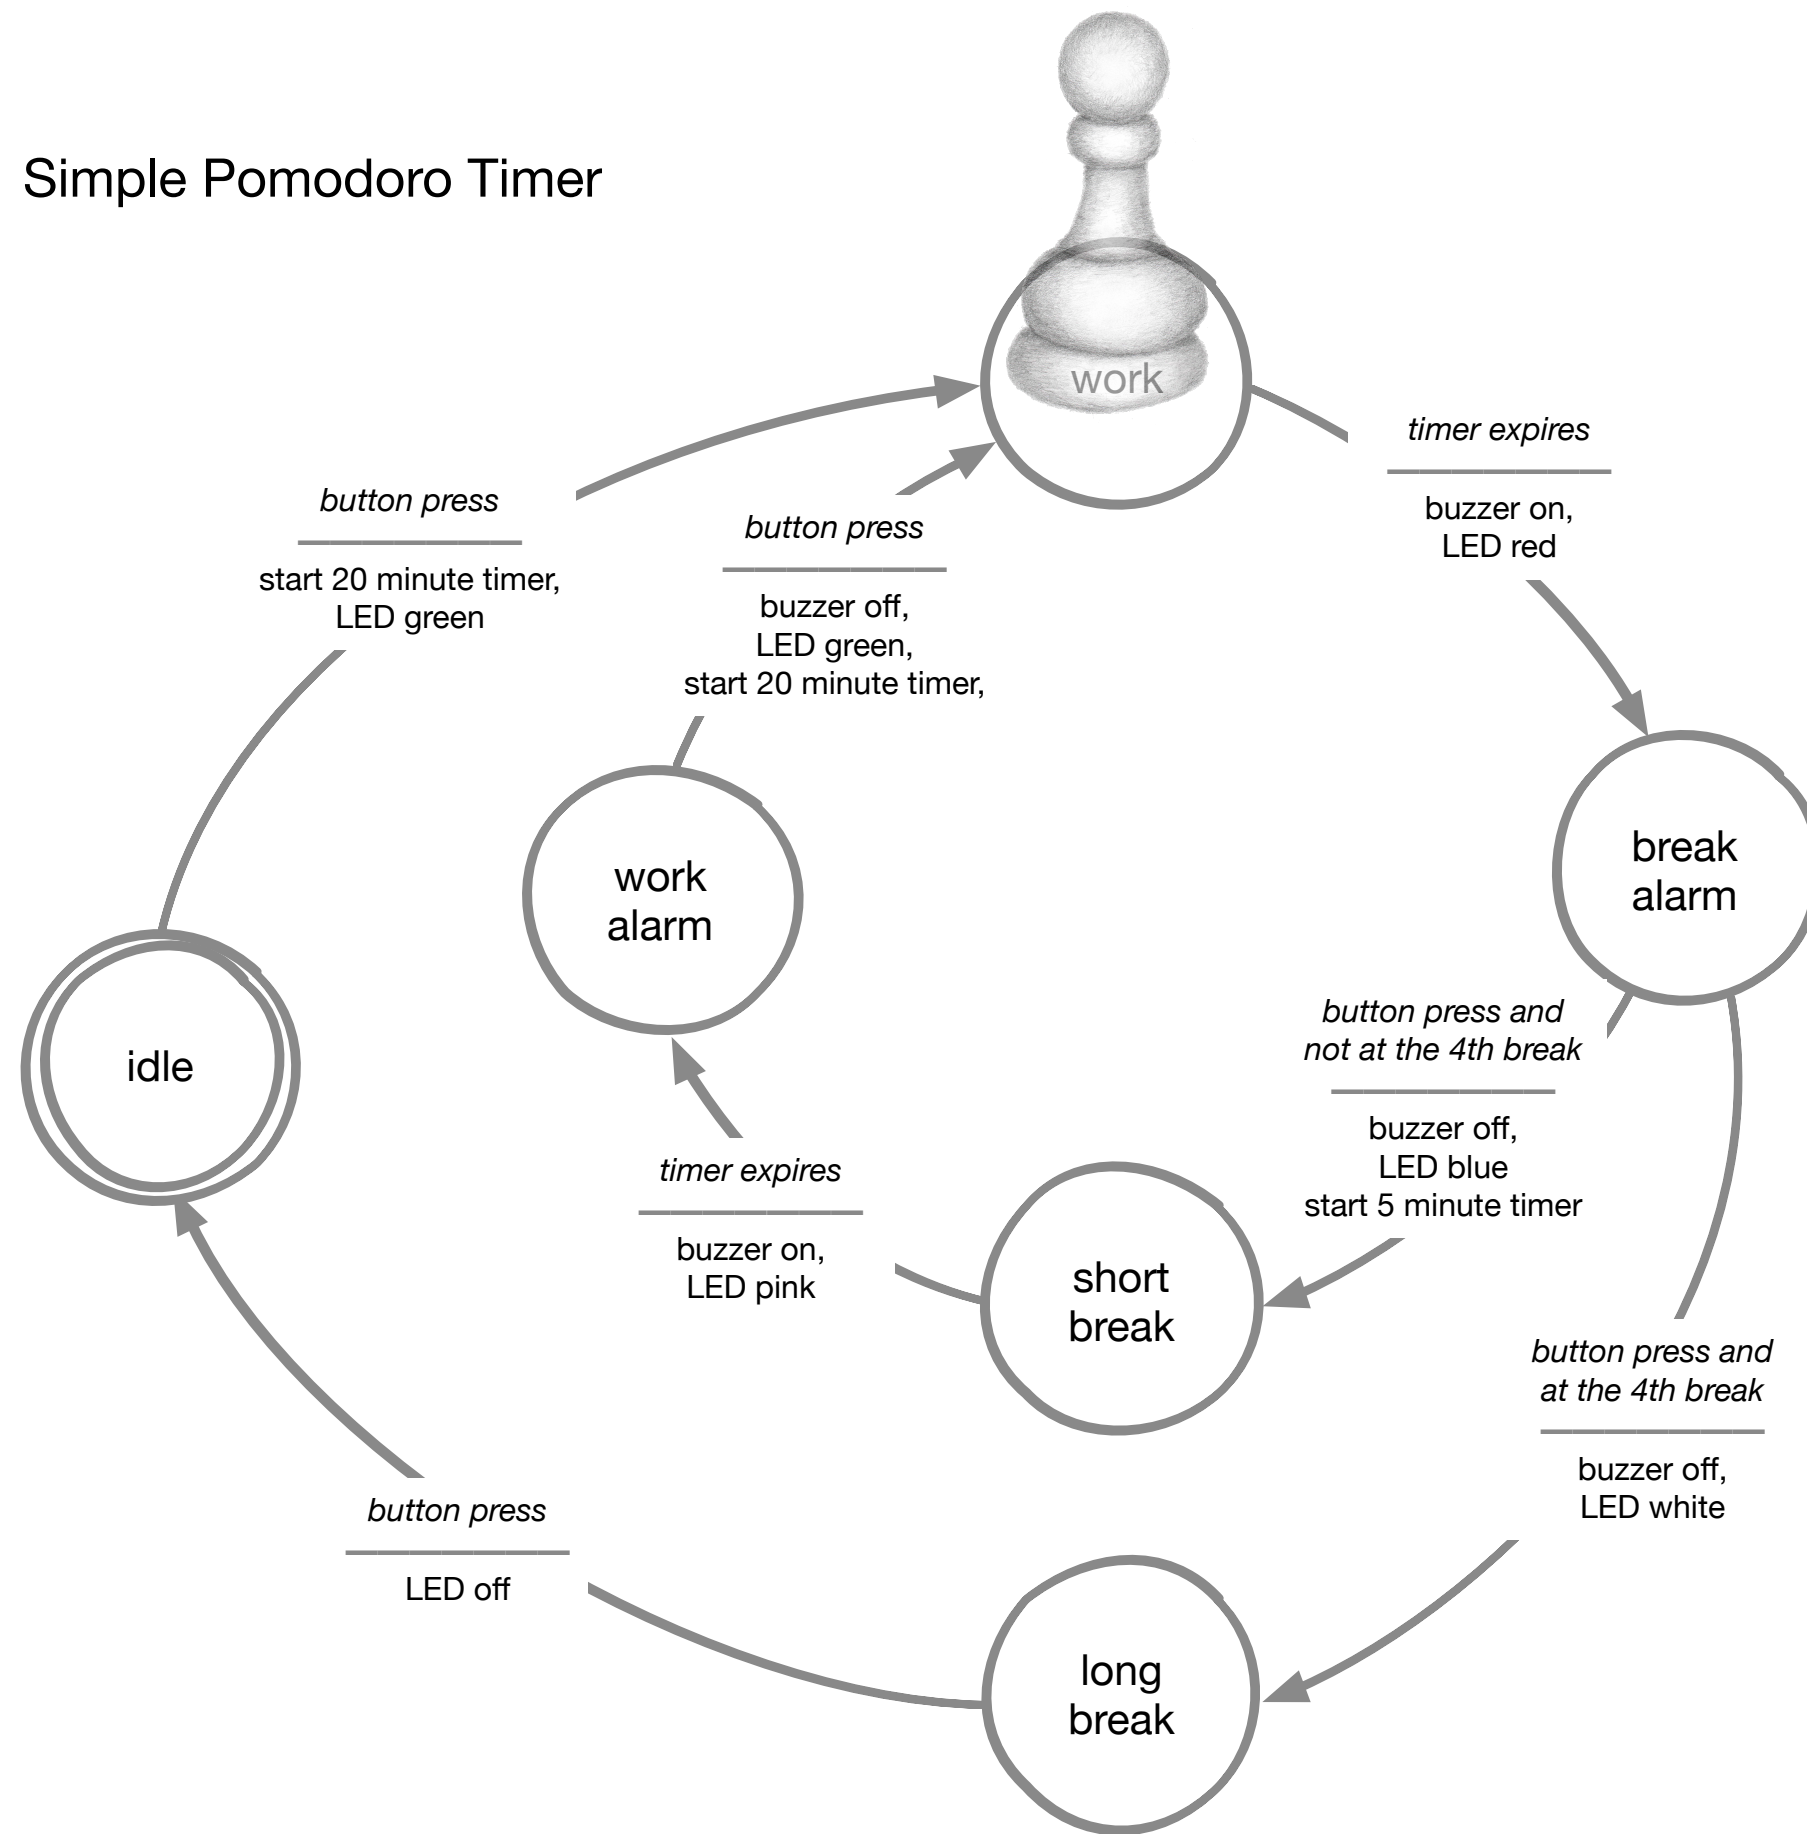 Simple Pomodoro Timer
work
timer expires
buzzer on,
LED red
button press
start 20 minute timer,
LED green
button press
buzzer off,
LED green,
start 20 minute timer,
break
alarm
work
alarm
idle
button press and
not at the 4th break
buzzer off,
LED blue
start 5 minute timer
timer expires
buzzer on,
LED pink
short
break
button press and
at the 4th break
buzzer off,
LED white
button press
LED off
long
break